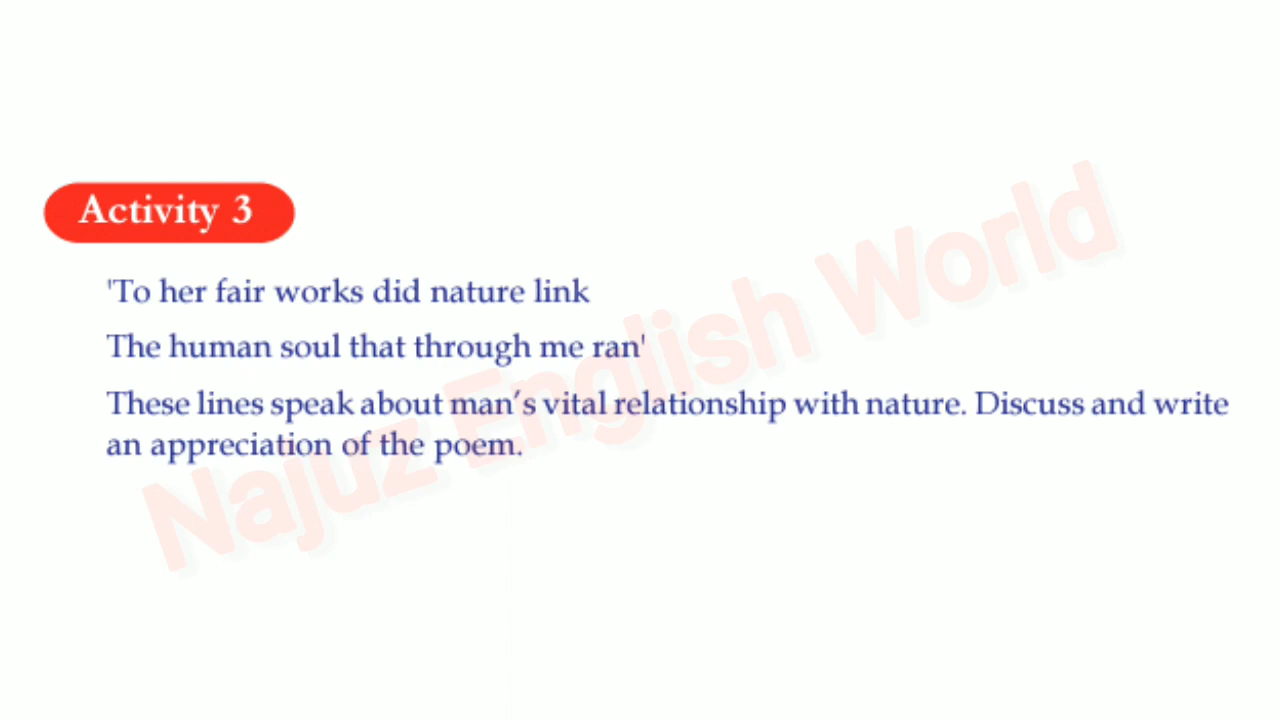 Activity 3
'To her fair works did nature link
The human soul that through me ran'
These lines speak about man’s vital relationship with nature. Discuss and write
an appreciation of the poem.
Najuz English World